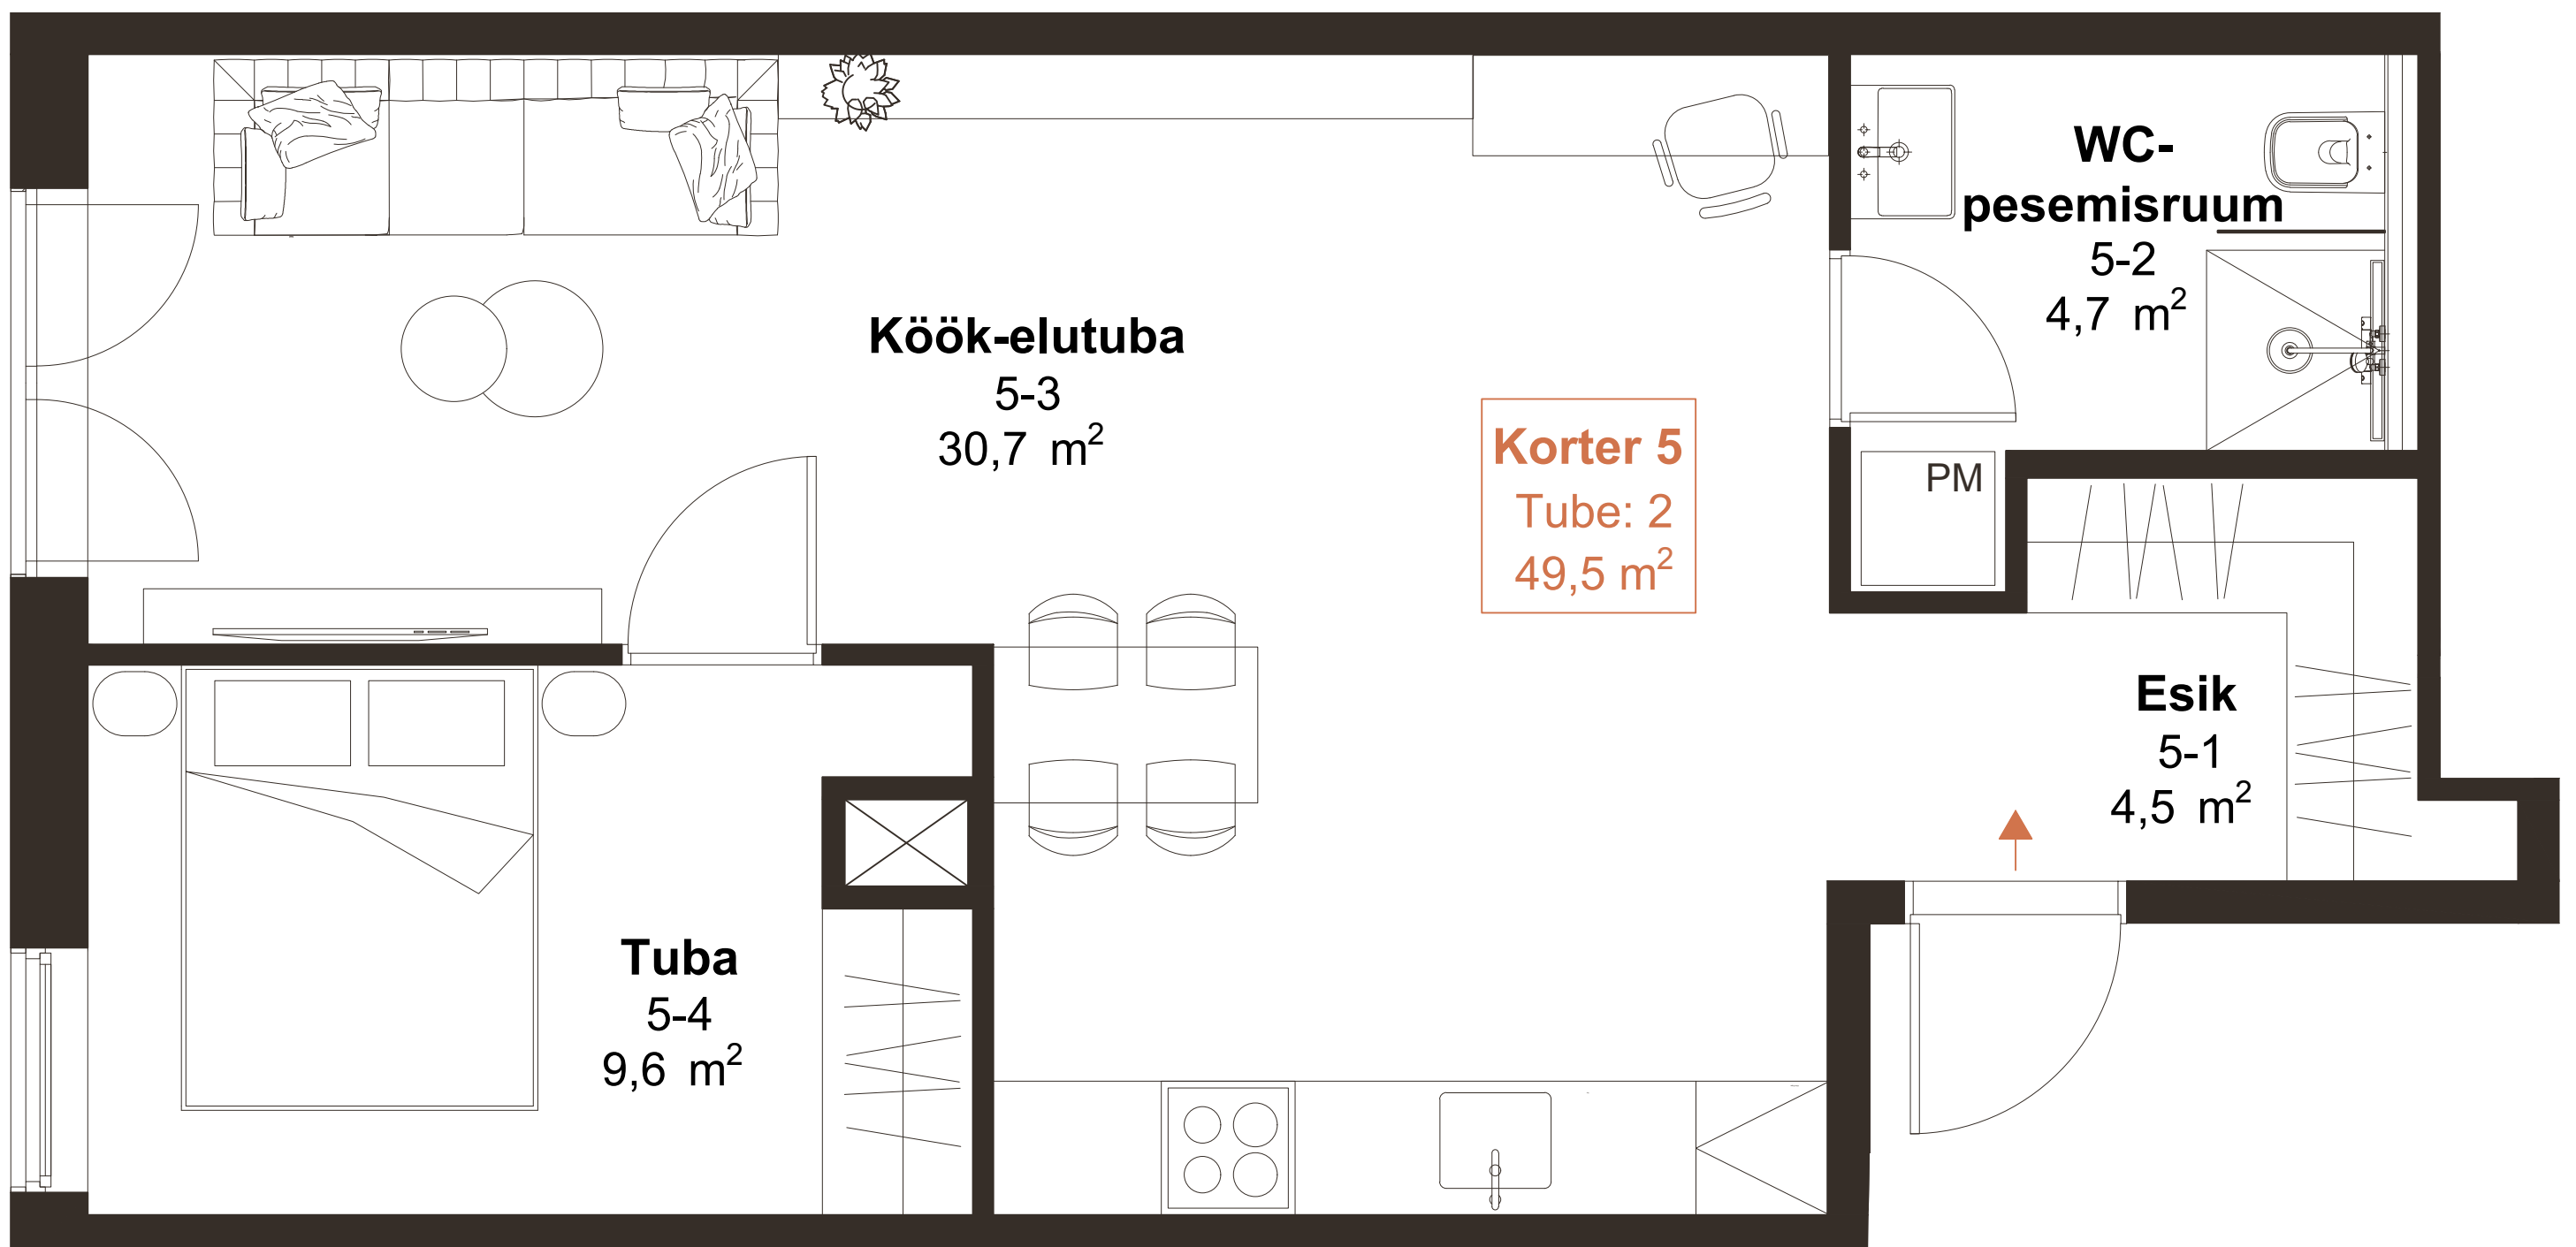 WC-
pesemisruum
5-2
4,7 m²
Köök-elutuba
5-3
30,7 m²
Korter 5
Tube: 2
49,5 m²
PM
Esik
5-1
4,5 m²
Tuba
5-4
9,6 m²